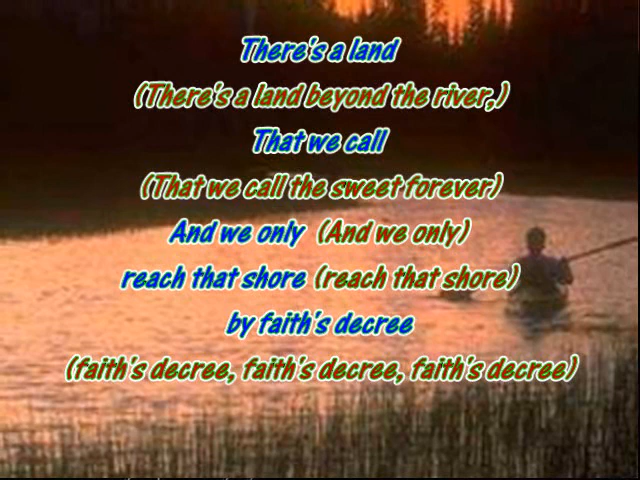 There's a land
(There's a land beyond the river,)
That we call
(That we call the sweet forever)
And we only (And we only)
reach that shore (reach that shore)
by faith's decree
(faith's decree, faith's decree, faith's decree)